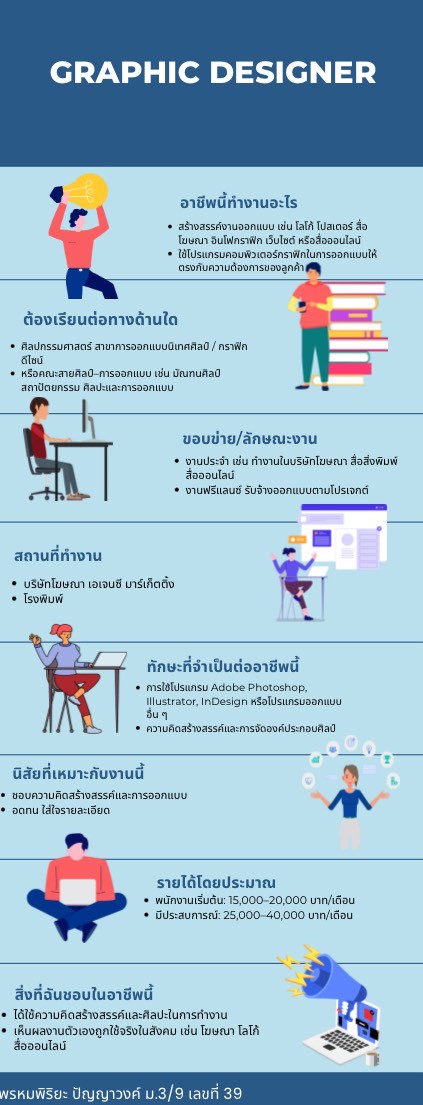 GRAPHIC DESIGNER
อาชีพนี้ทำงานอะไร
• สร้างสรรค์งานออกแบบ เช่น โลโก้ โปสเตอร์ สื่อ
โฆษณา อินโฟกราฟิก เว็บไซต์ หรือสื่อออนไลน์
• ใช้โปรแกรมคอมพิวเตอร์กราฟิกในการออกแบบให้
ตรงกับความต้องการของลูกค้า
ต้องเรียนต่อทางด้านใด
• ศิลปกรรมศาสตร์ สาขาการออกแบบนิเทศศิลป์ / กราฟิก
ดีไซน์
• หรือคณะสายศิลป์–การออกแบบ เช่น มัณฑนศิลป์
สถาปัตยกรรม ศิลปะและการออกแบบ
ขอบข่าย/ลักษณะงาน
• งานประจำ เช่น ทำงานในบริษัทโฆษณา สื่อสิ่งพิมพ์
สื่อออนไลน์
• งานฟรีแลนซ์ รับจ้างออกแบบตามโปรเจกต์
สถานที่ทำงาน
• บริษัทโฆษณา เอเจนซี มาร์เก็ตติ้ง
• โรงพิมพ์
ทักษะที่จำเป็นต่ออาชีพนี้
• การใช้โปรแกรม Adobe Photoshop,
Illustrator, InDesign หรือโปรแกรมออกแบบ
อื่น ๆ
• ความคิดสร้างสรรค์และการจัดองค์ประกอบศิลป์
นิสัยที่เหมาะกับงานนี้
• ชอบความคิดสร้างสรรค์และการออกแบบ
• อดทน ใส่ใจรายละเอียด
รายได้โดยประมาณ
• พนักงานเริ่มต้น: 15,000–20,000 บาท/เดือน
• มีประสบการณ์: 25,000–40,000 บาท/เดือน
สิ่งที่ฉันชอบในอาชีพนี้
• ได้ใช้ความคิดสร้างสรรค์และศิลปะในการทำงาน
• เห็นผลงานตัวเองถูกใช้จริงในสังคม เช่น โฆษณา โลโก้
สื่อออนไลน์
พรหมพิริยะ ปัญญาวงค์ ม.3/9 เลขที่ 39